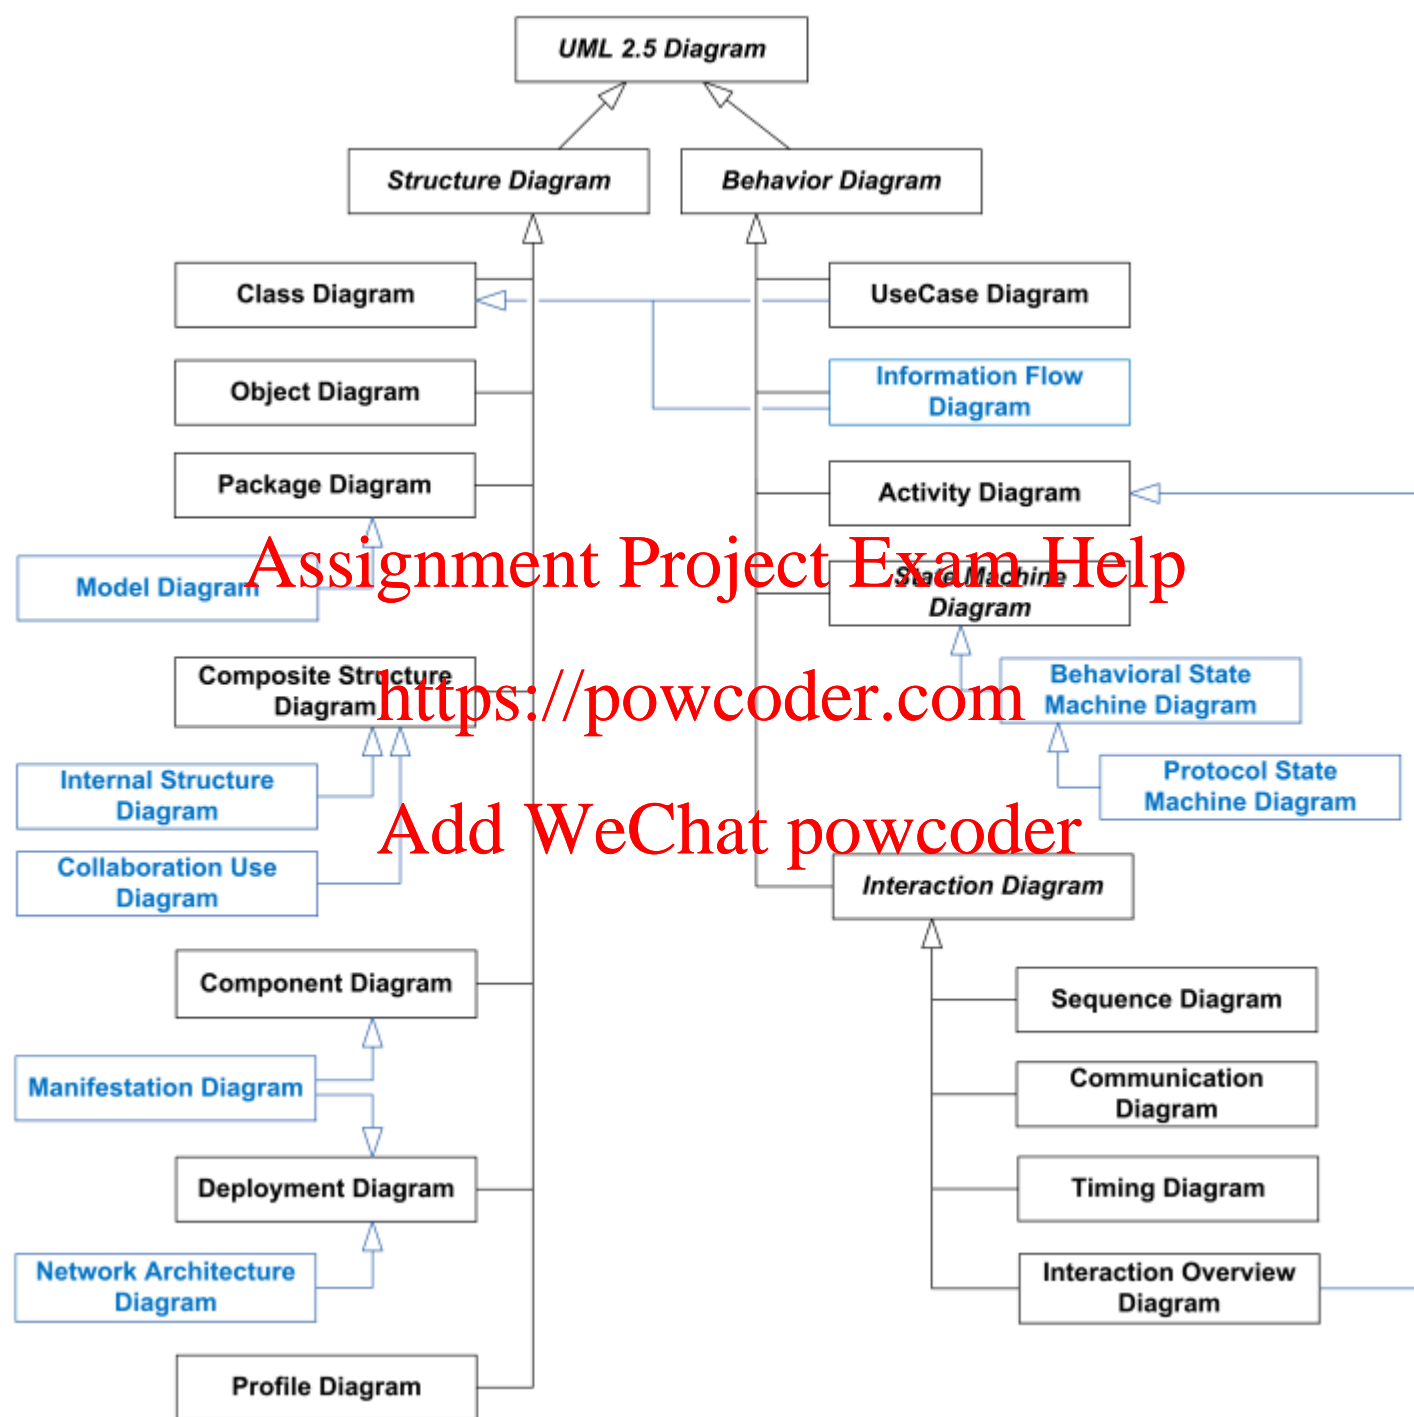 UML 2.5 Diagram
Structure Diagram
Behavior Diagram
Class Diagram
UseCase Diagram
Object Diagram
Information Flow
Diagram
Package Diagram
Activity Diagram
Assignment Project Exam Help
Model Diagram
State Machine
Diagram
Composite Structure
Diagram
https://powcoder.com
Behavioral State
Machine Diagram
Internal Structure
Diagram
Protocol State
Machine Diagram
Add WeChat powcoder
Collaboration Use
Diagram
Interaction Diagram
Component Diagram
Sequence Diagram
Manifestation Diagram
Communication
Diagram
Deployment Diagram
Timing Diagram
Network Architecture
Diagram
Interaction Overview
Diagram
Profile Diagram